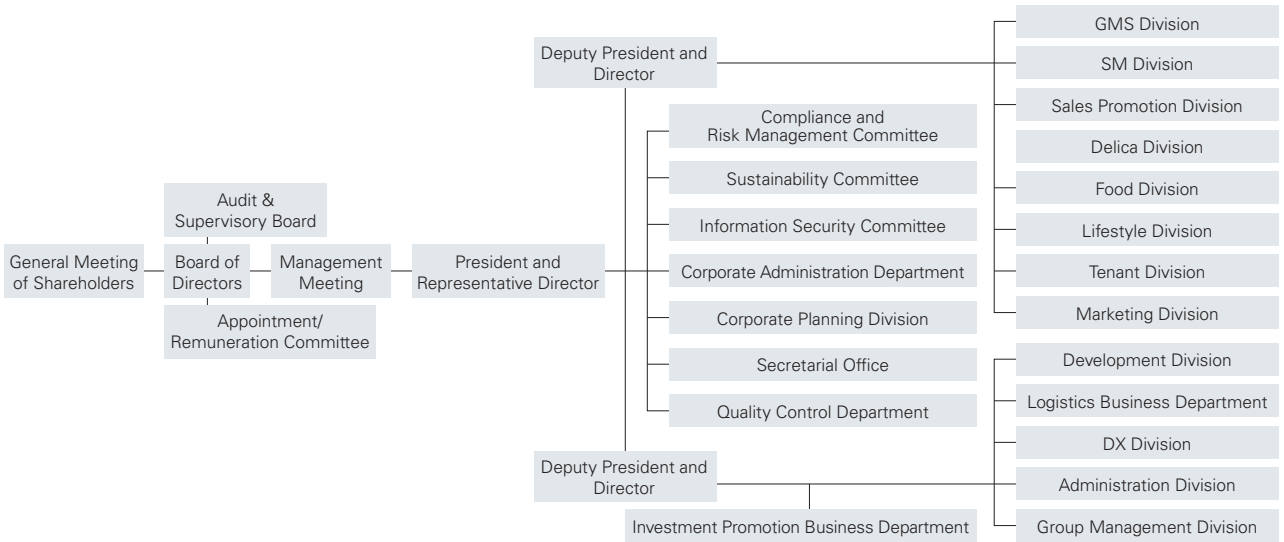 General Meeting
of Shareholders
Audit &
Supervisory Board
Board of
Directors
Appointment/
Remuneration Committee
Management
Meeting
President and
Representative Director
Deputy President and
Director
Compliance and
Risk Management Committee
Sustainability Committee
Information Security Committee
Corporate Administration Department
Corporate Planning Division
Secretarial Office
Quality Control Department
Deputy President and
Director
Investment Promotion Business Department
GMS Division
SM Division
Sales Promotion Division
Delica Division
Food Division
Lifestyle Division
Tenant Division
Marketing Division
Development Division
Logistics Business Department
DX Division
Administration Division
Group Management Division